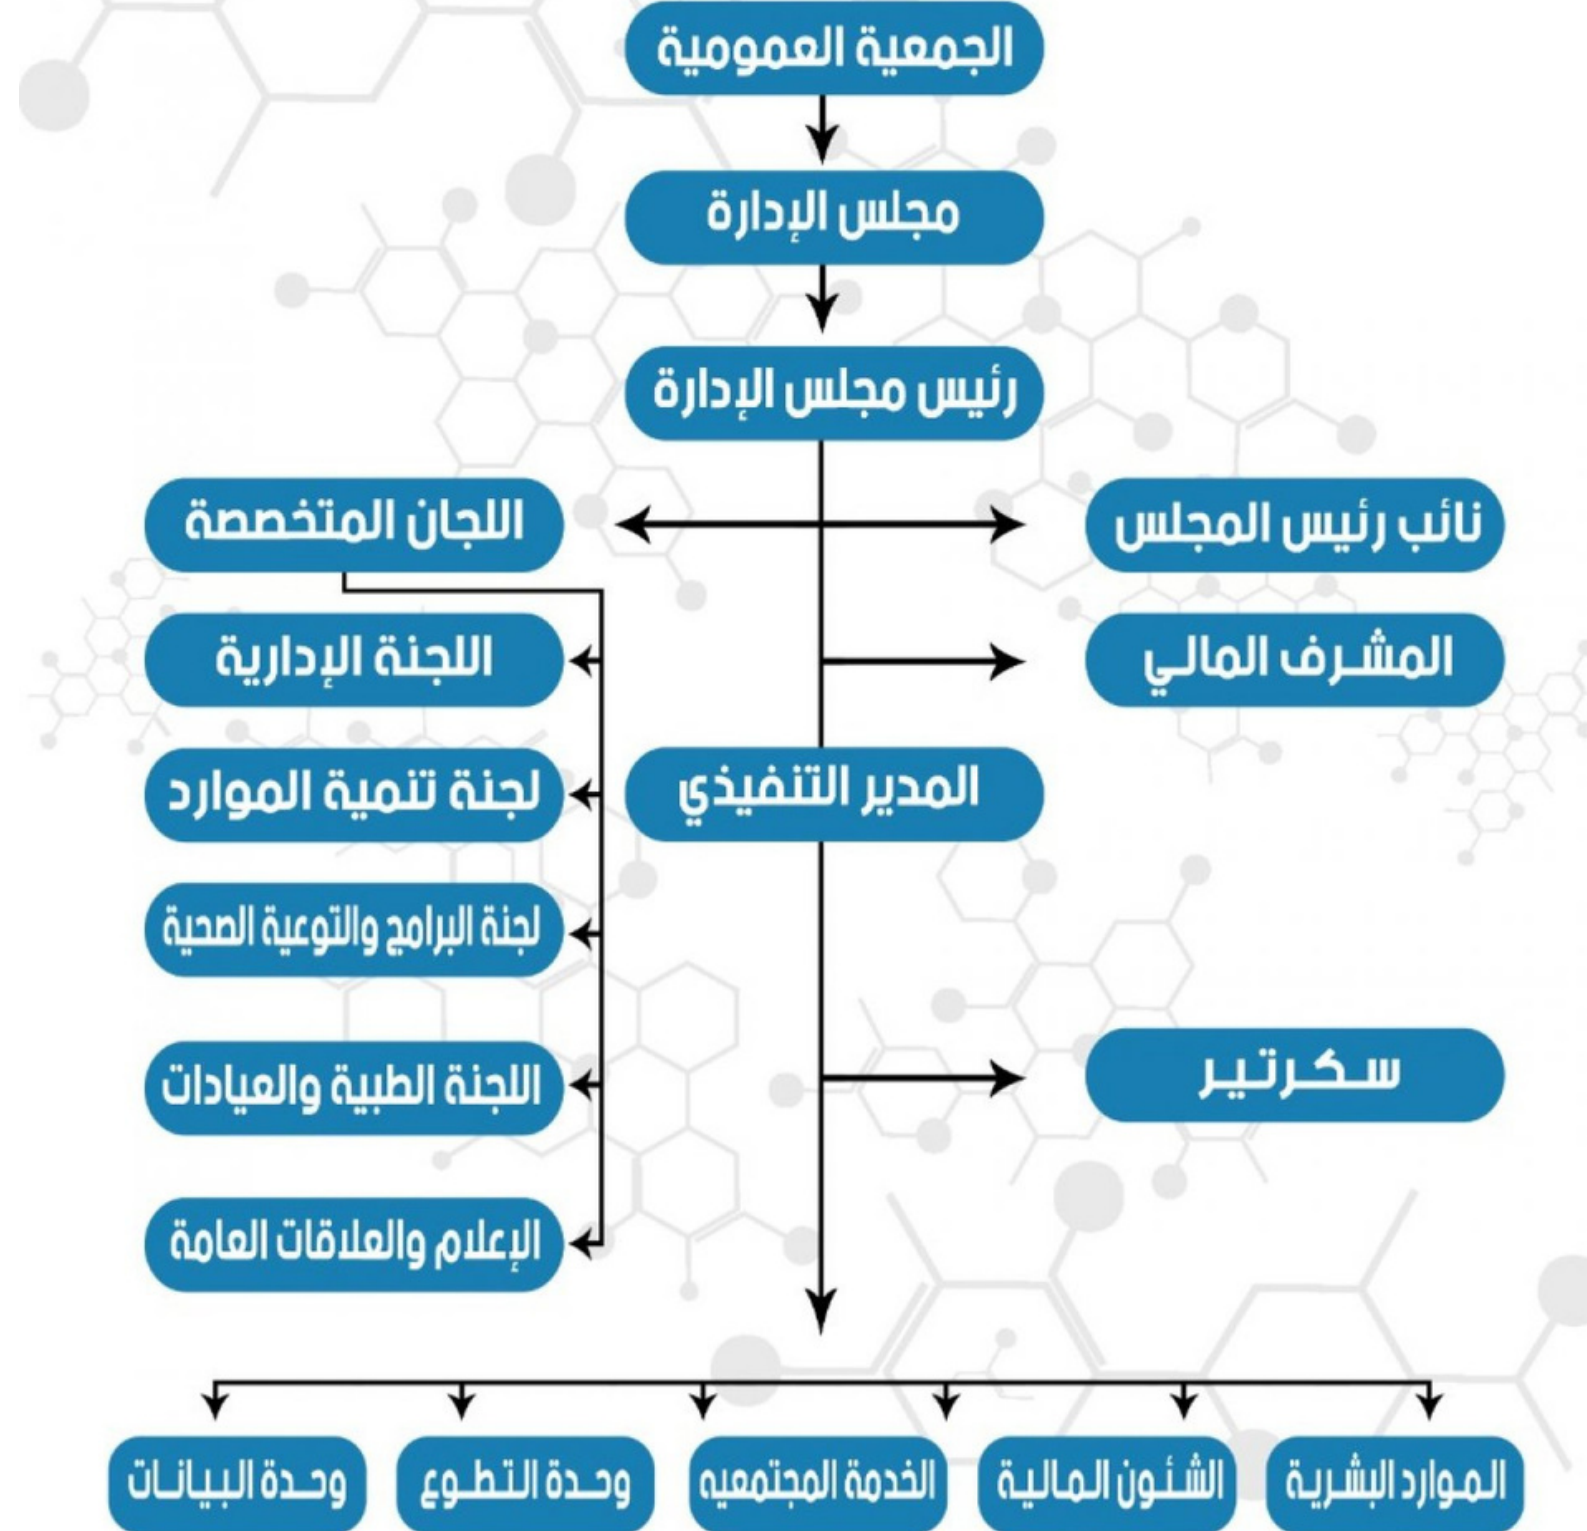 الجمعية العمومية
مجلس الإدارة
رئيس مجلس الإدارة
نائب رئيس المجلس
اللجان المتخصصة
المشرف المالي
اللجنة الإدارية
المدير التنفيذي
لجنة تنمية الموارد
لجنة البرامج والتوعية الصحية
سكرتير
اللجنة الطبية والعيادات
الإعلام والعلاقات العامة
الموارد البشرية
الشئون المالية
الخدمة المجتمعيه
وحدة التطوع
وحدة البيانات